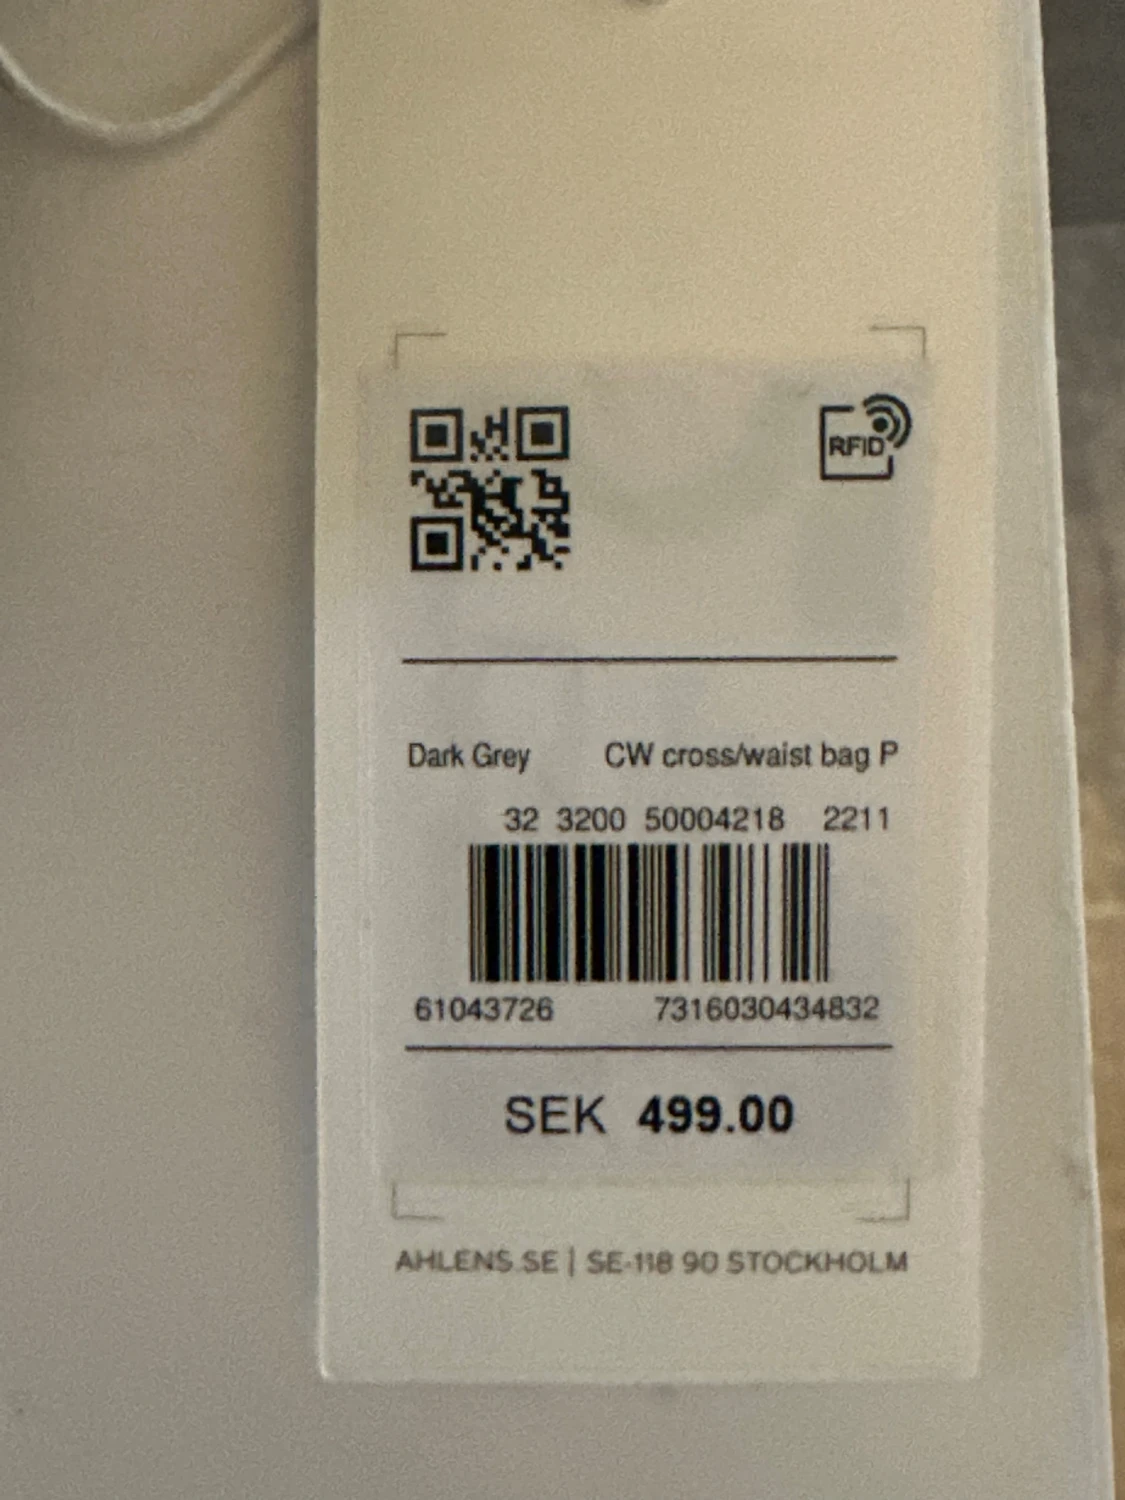 RFID
Dark Grey CW cross/waist bag P
32 3200 50004218 2211
61043726 7316030434832
SEK 499.00
AHLENS.SE | SE-118 90 STOCKHOLM